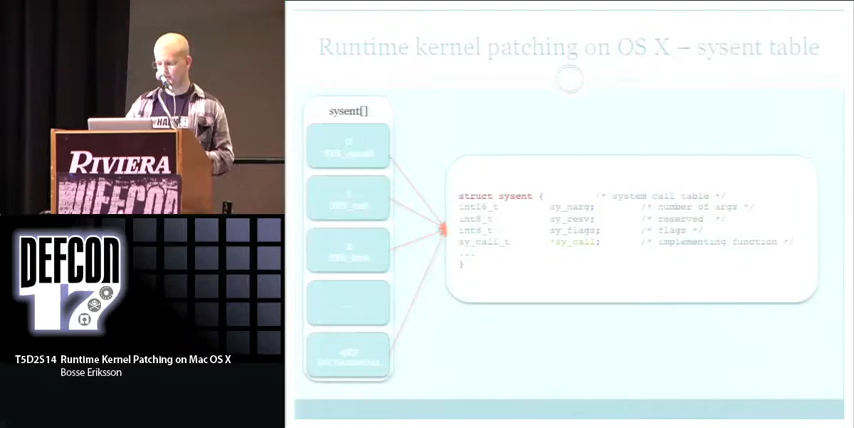 Runtime kernel patching on OS X – sysent table
sysent[]
struct sysent { /* system call table */
int16_t sy_narg; /* number of args */
int8_t sy_resv; /* reserved */
int8_t sy_flags; /* flags */
sy_call_t *sy_call; /* implementing function */
...
}
RIVIERA
DEFCON
DEFCON
17
T5D2S14 Runtime Kernel Patching on Mac OS X
Bosse Eriksson